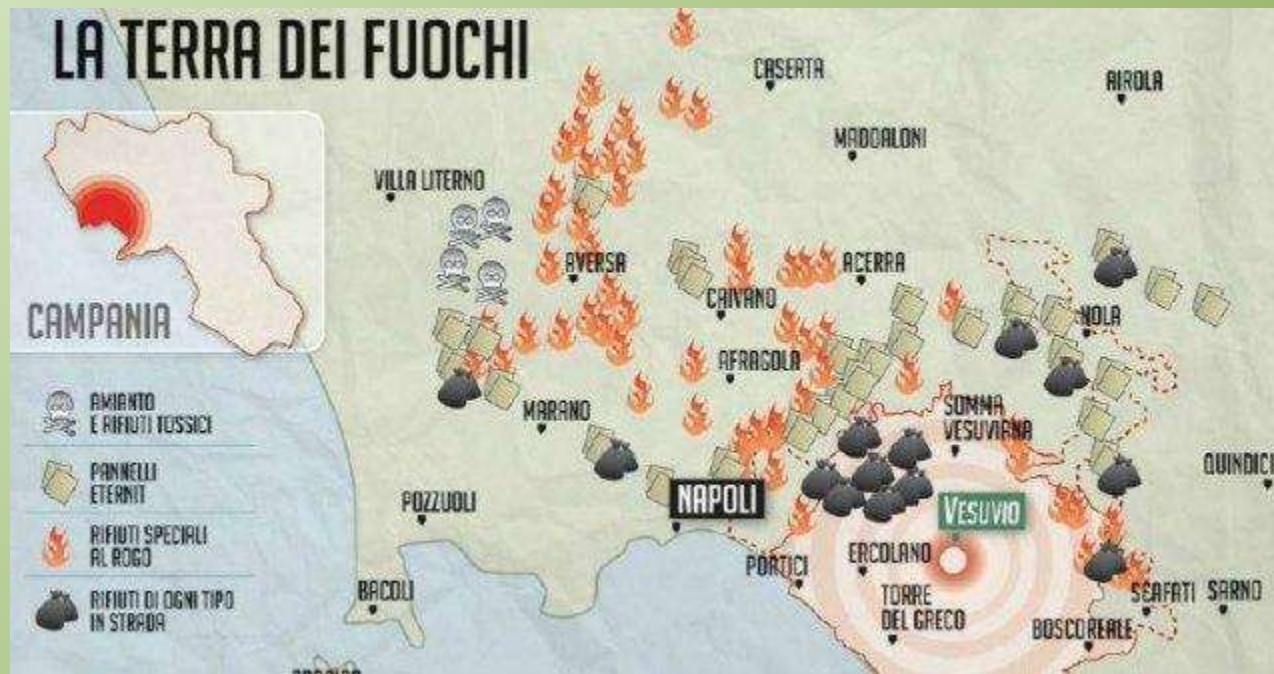 LA TERRA DEI FUOCHI
CASERTA
AIROLA
MADDALONI
VILLA LITERNO
AVERSA
ACERRA
CAIVANO
NOLA
CAMPANIA
AFRAGOLA
AMIANTO
E RIFIUTI TOSSICI
MARANO
SOMMA
VESUVIANA
PANNELLI
ETERNIT
QUINDICI
POZZUOLI
NAPOLI
VESUVIO
RIFIUTI SPECIALI
AL ROGO
PORTICI
ERCOLANO
BACOLI
RIFIUTI DI OGNI TIPO
IN STRADA
TORRE
DEL GRECO
SCAFATI
SARNO
BOSCOREALE